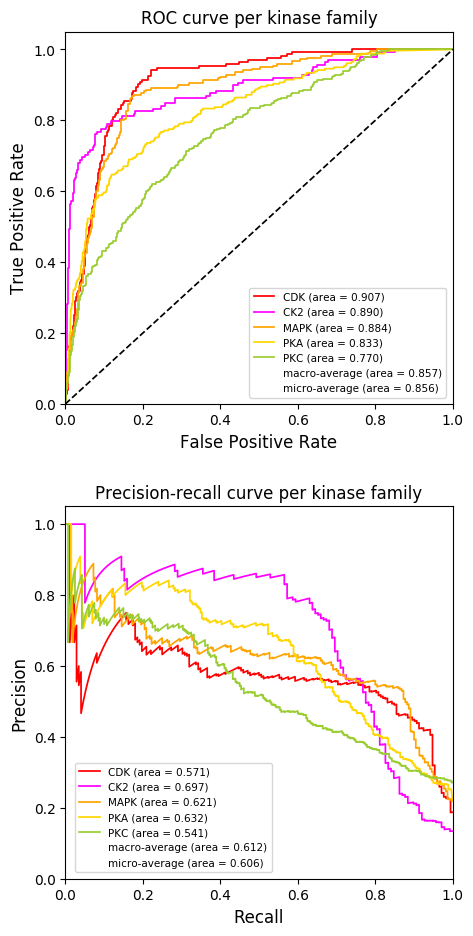 ROC curve per kinase family
1.0
0.8
0.6
0.4
0.2
0.0
True Positive Rate
CDK (area = 0.907)
CK2 (area = 0.890)
MAPK (area = 0.884)
PKA (area = 0.833)
PKC (area = 0.770)
macro-average (area = 0.857)
micro-average (area = 0.856)
0.0 0.2 0.4 0.6 0.8 1.0
False Positive Rate
Precision-recall curve per kinase family
1.0
0.8
0.6
0.4
0.2
0.0
Precision
CDK (area = 0.571)
CK2 (area = 0.697)
MAPK (area = 0.621)
PKA (area = 0.632)
PKC (area = 0.541)
macro-average (area = 0.612)
micro-average (area = 0.606)
0.0 0.2 0.4 0.6 0.8 1.0
Recall